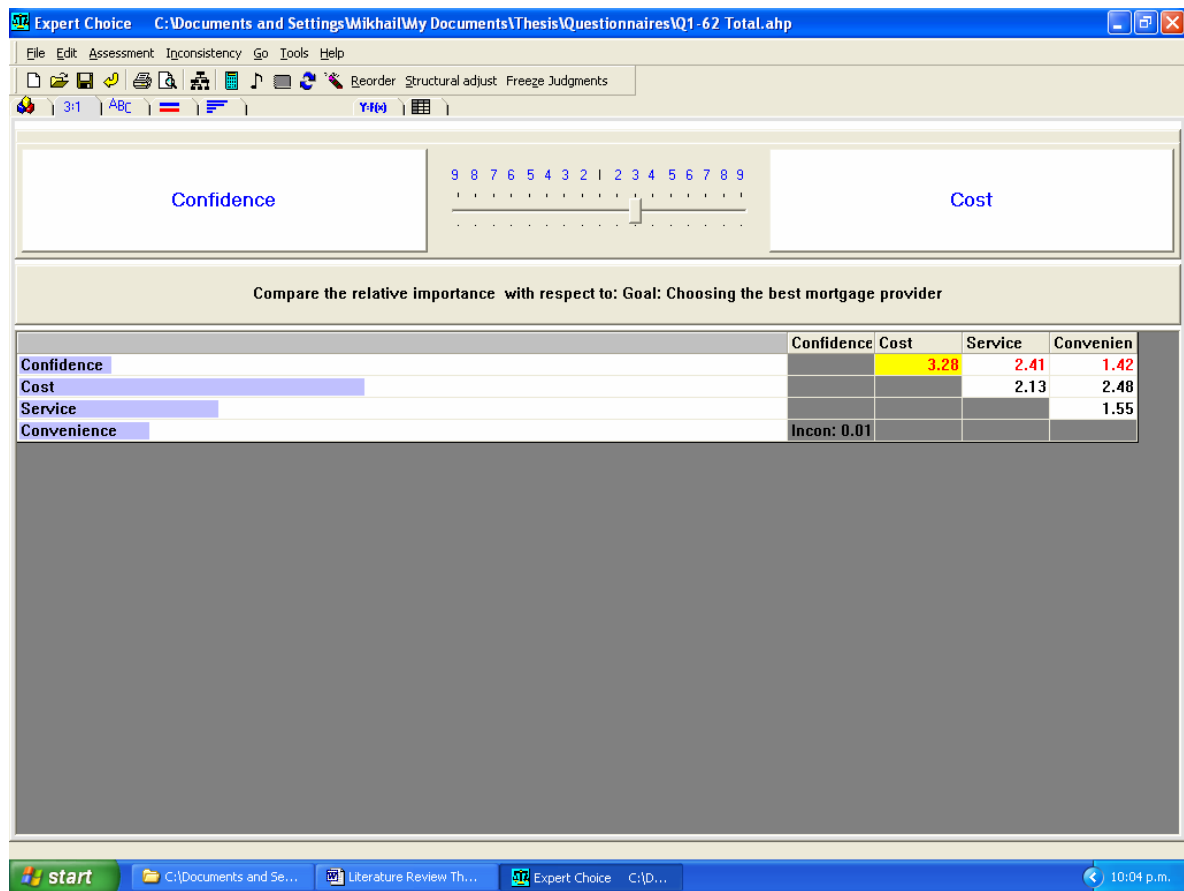 Expert Choice C:\Documents and Settings\Mikhail\My Documents\Thesis\Questionnaires\Q1-62 Total.ahp
File Edit Assessment Inconsistency Go Tools Help
Reorder Structural adjust Freeze Judgments
3:1 ABC Y:F(x)
9 8 7 6 5 4 3 2 1 2 3 4 5 6 7 8 9
Confidence Cost
Compare the relative importance with respect to: Goal: Choosing the best mortgage provider
Confidence Cost Service Convenien
Confidence 3.28 2.41 1.42
Cost 2.13 2.48
Service 1.55
Convenience Incon: 0.01
start C:\Documents and Se... Literature Review Th... Expert Choice C:\D... 10:04 p.m.